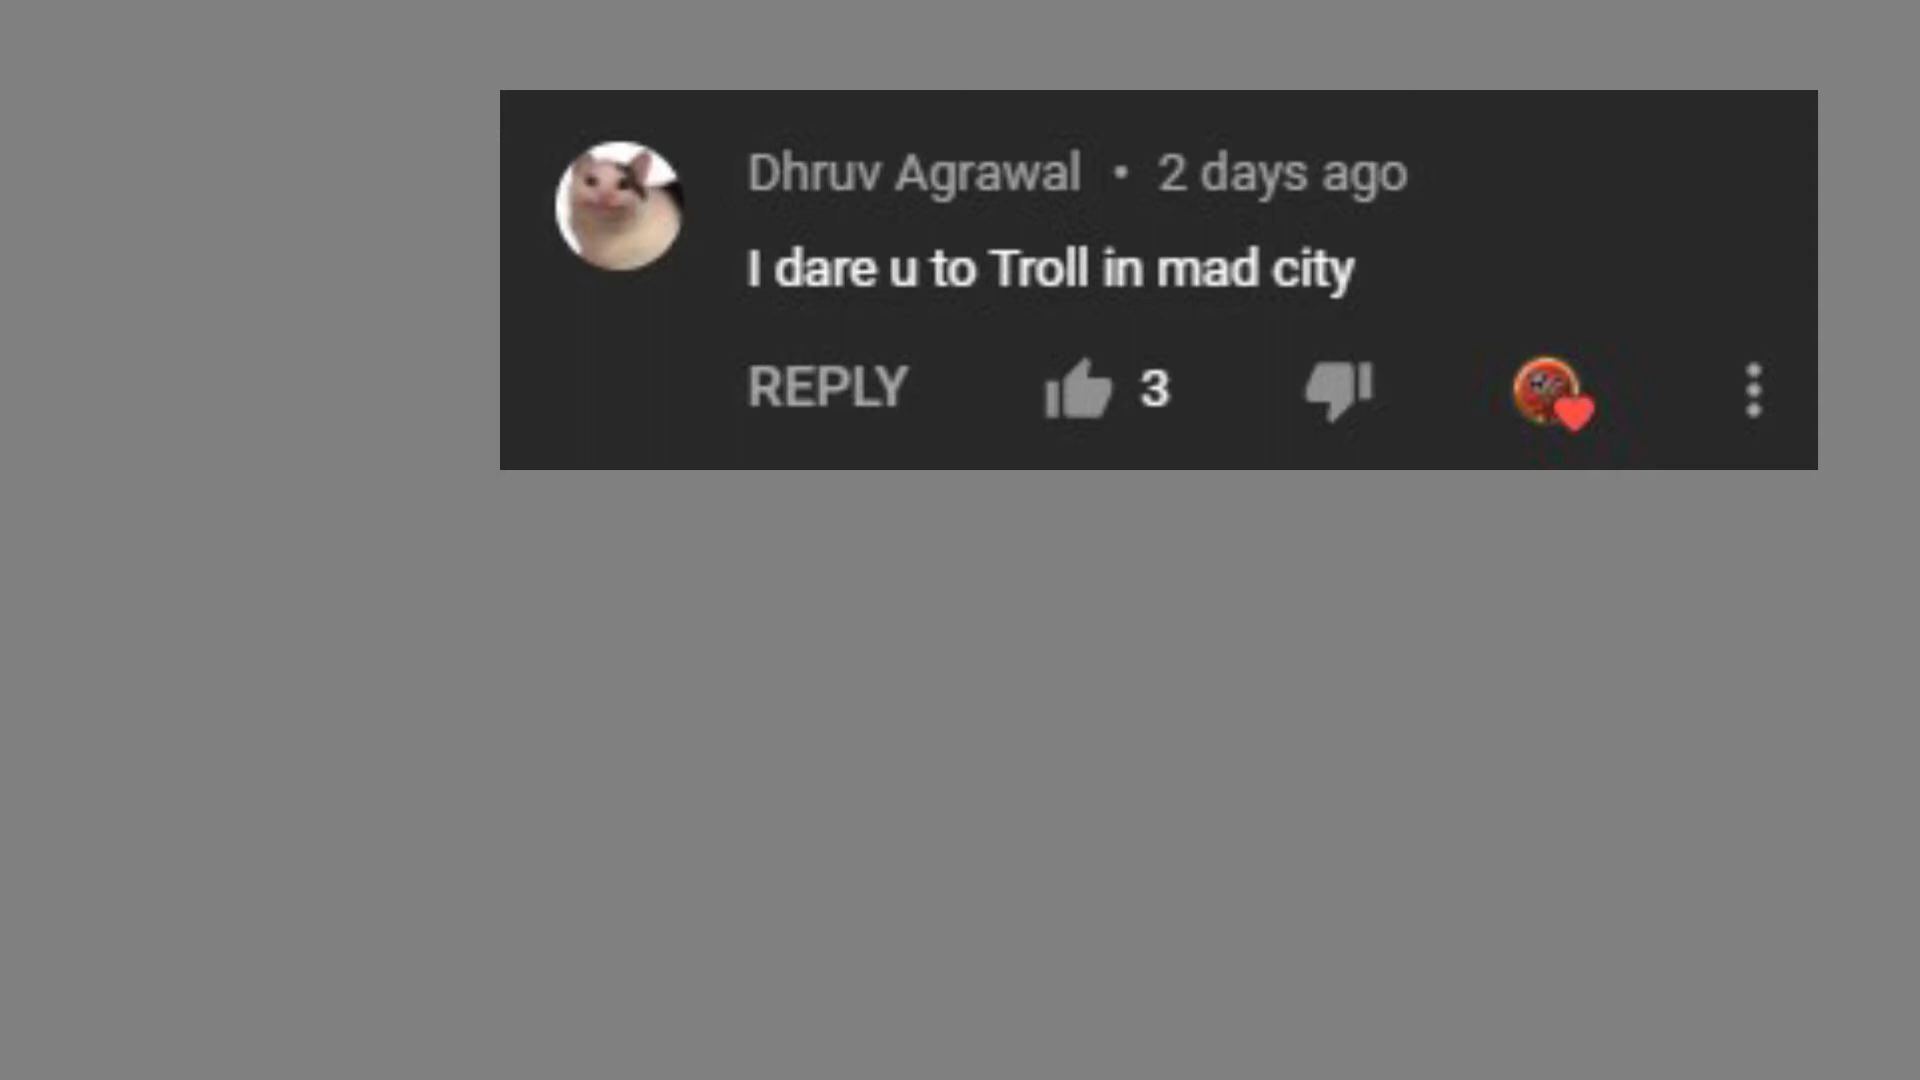 Dhruv Agrawal • 2 days ago
I dare u to Troll in mad city
REPLY 3